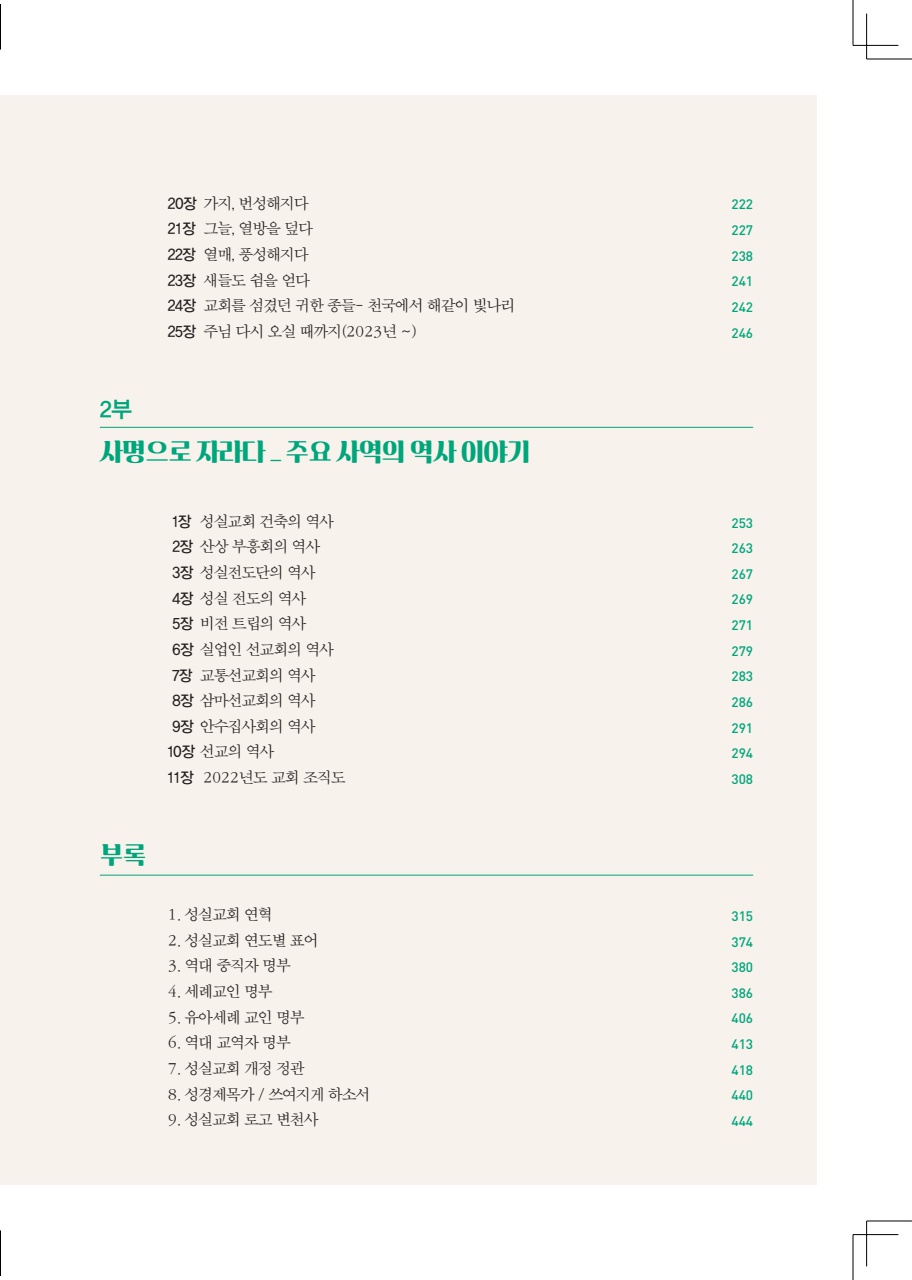 20장 가지, 번성해지다 222
21장 그늘, 열방을 덮다 227
22장 열매, 풍성해지다 238
23장 새들도 쉼을 얻다 241
24장 교회를 섬겼던 귀한 종들- 천국에서 해같이 빛나리 242
25장 주님 다시 오실 때까지(2023년 ~) 246
2부
사명으로 자라다 _ 주요 사역의 역사 이야기
1장 성실교회 건축의 역사 253
2장 산상 부흥회의 역사 263
3장 성실전도단의 역사 267
4장 성실 전도의 역사 269
5장 비전 트립의 역사 271
6장 실업인 선교회의 역사 279
7장 교통선교회의 역사 283
8장 삼마선교회의 역사 286
9장 안수집사회의 역사 291
10장 선교의 역사 294
11장 2022년도 교회 조직도 308
부록
1. 성실교회 연혁 315
2. 성실교회 연도별 표어 374
3. 역대 중직자 명부 380
4. 세례교인 명부 386
5. 유아세례 교인 명부 406
6. 역대 교역자 명부 413
7. 성실교회 개정 정관 418
8. 성경제목가 / 쓰여지게 하소서 440
9. 성실교회 로고 변천사 444